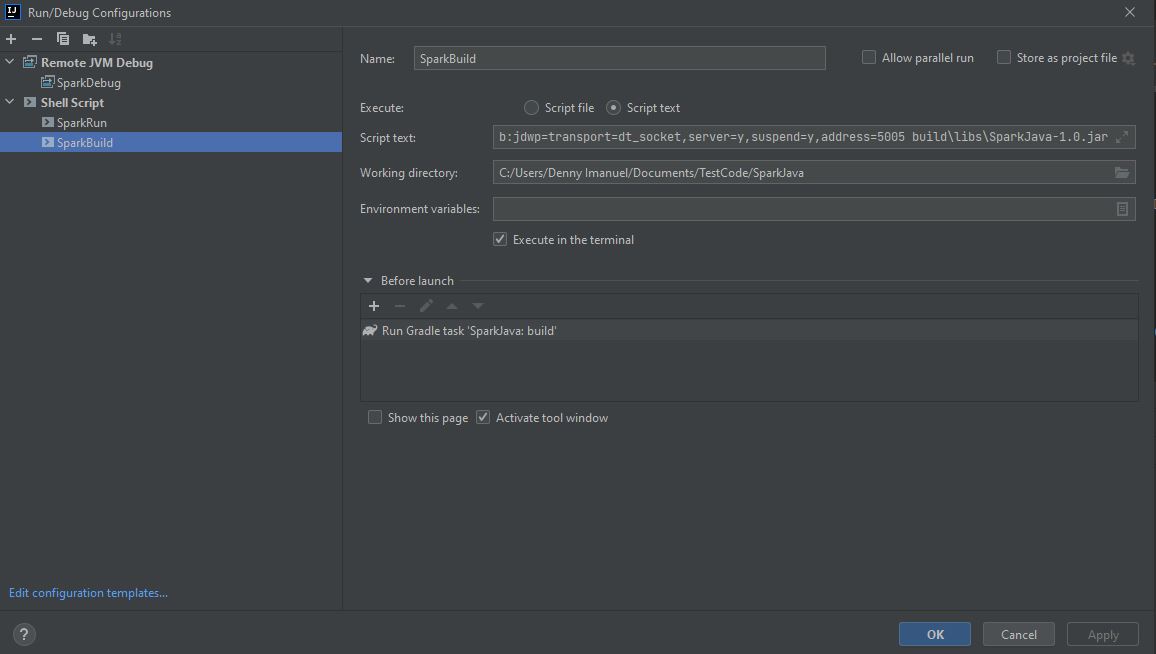 IJ Run/Debug Configurations
Remote JVM Debug
SparkDebug
Shell Script
SparkRun
SparkBuild
Edit configuration templates...
?
Name: SparkBuild Allow parallel run Store as project file
Execute: Script file Script text
Script text: b:jdwp=transport=dt_socket,server=y,suspend=y,address=5005 build\libs\SparkJava-1.0.jar
Working directory: C:/Users/Denny Imanuel/Documents/TestCode/SparkJava
Environment variables:
Execute in the terminal
Before launch
Run Gradle task 'SparkJava: build'
Show this page Activate tool window
OK Cancel Apply